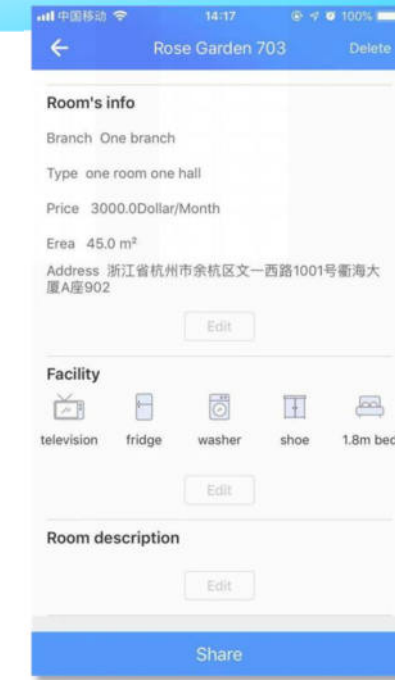 中国移动 14:17 100%
Rose Garden 703 Delete
Room's info
Branch One branch
Type one room one hall
Price 3000.0Dollar/Month
Erea 45.0 m²
Address 浙江省杭州市余杭区文一西路1001号衢海大
厦A座902
Edit
Facility
television fridge washer shoe 1.8m bed
Edit
Room description
Edit
Share